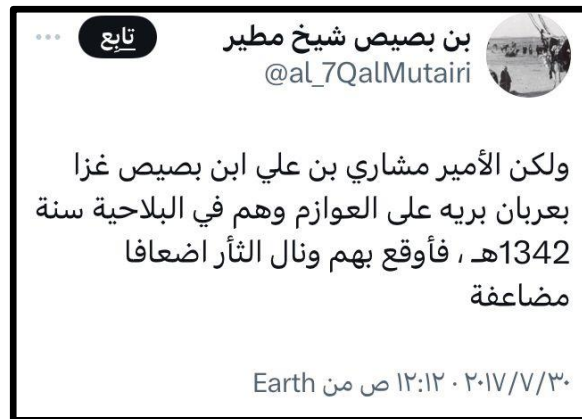 بن بصيص شيخ مطير
تابع
...
@al_7QalMutairi
ولكن الأمير مشاري بن علي ابن بصيص غزا
بعربان بريه على العوازم وهم في البلاحية سنة
1342هـ ، فأوقع بهم ونال الثأر اضعافا
مضاعفة
٢٠١٧/٧/٣٠ · ١٢:١٢ ص من Earth